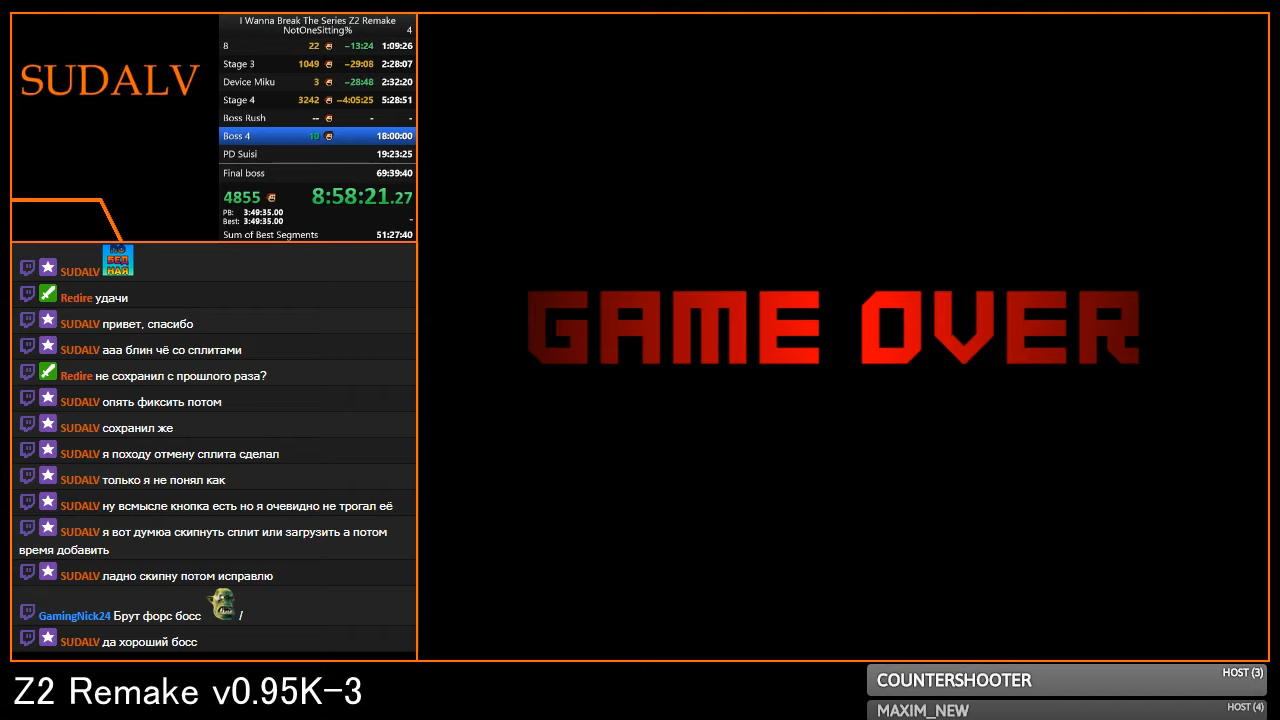 SUDALV
I Wanna Break The Series Z2 Remake
NotOneSitting% 4
8 22 −13:24 1:09:26
Stage 3 1049 −29:08 2:28:07
Device Miku 3 −28:48 2:32:20
Stage 4 3242 −4:05:25 5:28:51
Boss Rush -- - -
Boss 4 10 18:00:00
PD Suisi 19:23:25
Final boss 69:39:40
4855 8:58:21.27
PB: 3:49:35.00
Best: 3:49:35.00 -
Sum of Best Segments 51:27:40
SUDALV
Redire удачи
SUDALV привет, спасибо
SUDALV ааа блин чё со сплитами
Redire не сохранил с прошлого раза?
SUDALV опять фиксить потом
SUDALV сохранил же
SUDALV я походу отмену сплита сделал
SUDALV только я не понял как
SUDALV ну всмысле кнопка есть но я очевидно не трогал её
SUDALV я вот думюа скипнуть сплит или загрузить а потом
время добавить
SUDALV ладно скипну потом исправлю
GamingNick24 Брут форс босс /
SUDALV да хороший босс
GAME OVER
Z2 Remake v0.95K-3
COUNTERSHOOTER HOST (3)
MAXIM_NEW HOST (4)